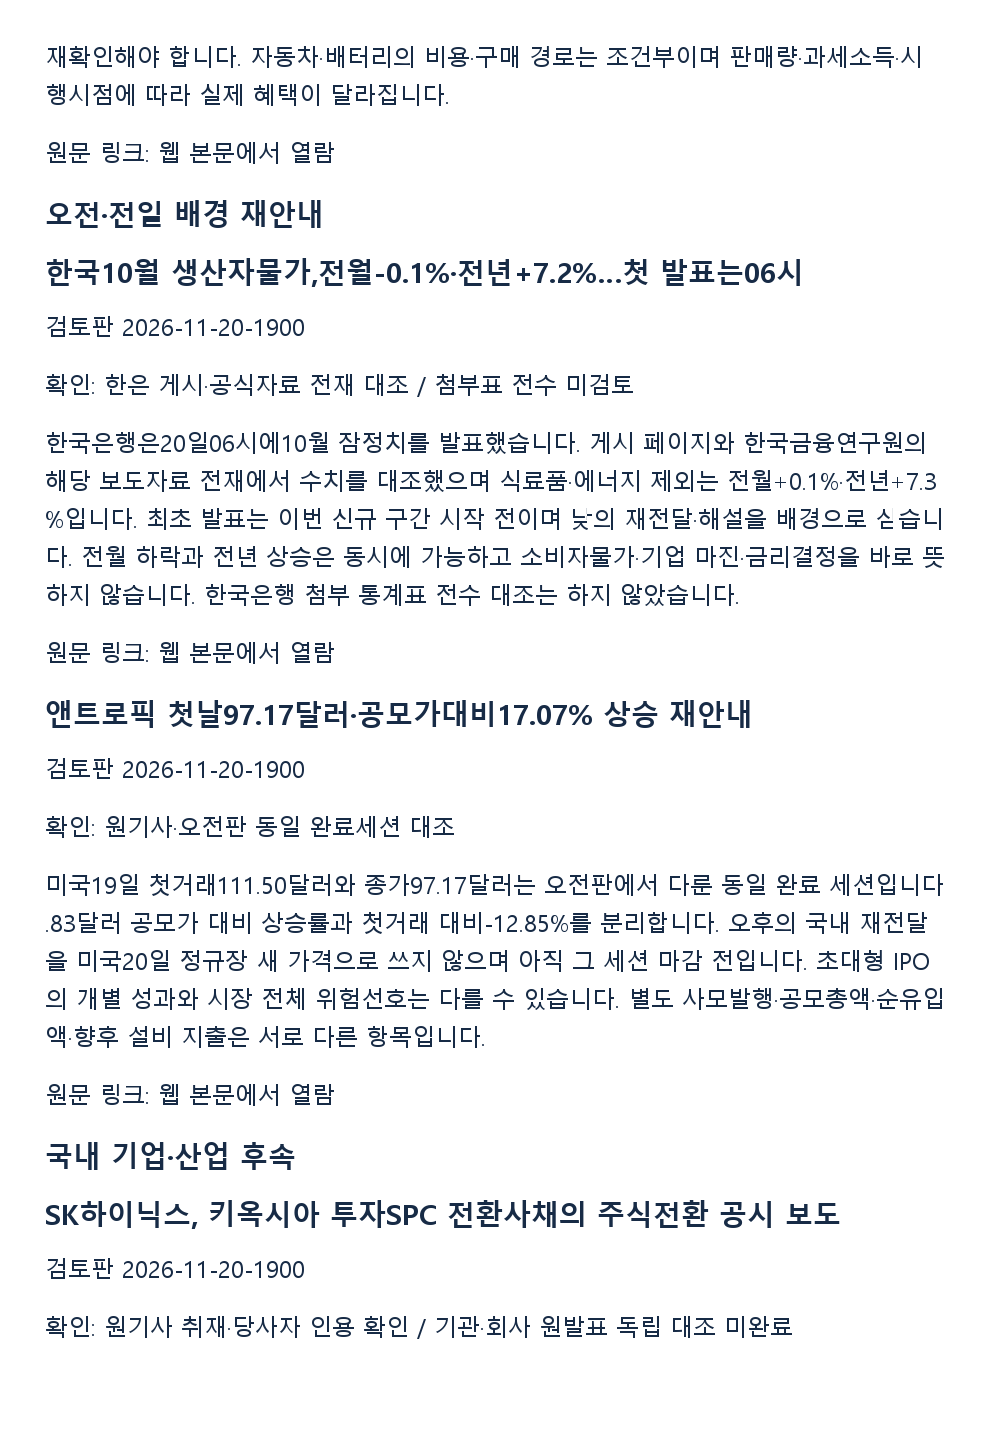 재확인해야 합니다. 자동차·배터리의 비용·구매 경로는 조건부이며 판매량·과세소득·시
행시점에 따라 실제 혜택이 달라집니다.
원문 링크: 웹 본문에서 열람
오전·전일 배경 재안내
한국10월 생산자물가,전월-0.1%·전년+7.2%...첫 발표는06시
검토판 2026-11-20-1900
확인: 한은 게시·공식자료 전재 대조 / 첨부표 전수 미검토
한국은행은20일06시에10월 잠정치를 발표했습니다. 게시 페이지와 한국금융연구원의
해당 보도자료 전재에서 수치를 대조했으며 식료품·에너지 제외는 전월+0.1%·전년+7.3
%입니다. 최초 발표는 이번 신규 구간 시작 전이며 낮의 재전달·해설을 배경으로 싣습니
다. 전월 하락과 전년 상승은 동시에 가능하고 소비자물가·기업 마진·금리결정을 바로 뜻
하지 않습니다. 한국은행 첨부 통계표 전수 대조는 하지 않았습니다.
원문 링크: 웹 본문에서 열람
앤트로픽 첫날97.17달러·공모가대비17.07% 상승 재안내
검토판 2026-11-20-1900
확인: 원기사·오전판 동일 완료세션 대조
미국19일 첫거래111.50달러와 종가97.17달러는 오전판에서 다룬 동일 완료 세션입니다
.83달러 공모가 대비 상승률과 첫거래 대비-12.85%를 분리합니다. 오후의 국내 재전달
을 미국20일 정규장 새 가격으로 쓰지 않으며 아직 그 세션 마감 전입니다. 초대형 IPO
의 개별 성과와 시장 전체 위험선호는 다를 수 있습니다. 별도 사모발행·공모총액·순유입
액·향후 설비 지출은 서로 다른 항목입니다.
원문 링크: 웹 본문에서 열람
국내 기업·산업 후속
SK하이닉스, 키옥시아 투자SPC 전환사채의 주식전환 공시 보도
검토판 2026-11-20-1900
확인: 원기사 취재·당사자 인용 확인 / 기관·회사 원발표 독립 대조 미완료